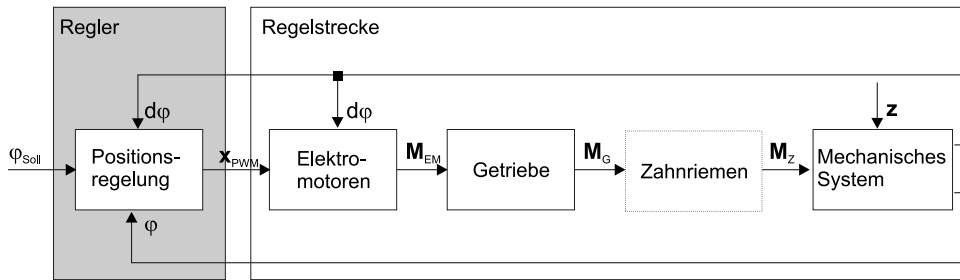 Regler
Regelstrecke
dφ
dφ
z
φSoll
Positions-
regelung
xPWM
Elektro-
motoren
MEM
Getriebe
MG
Zahnriemen
MZ
Mechanisches
System
φ